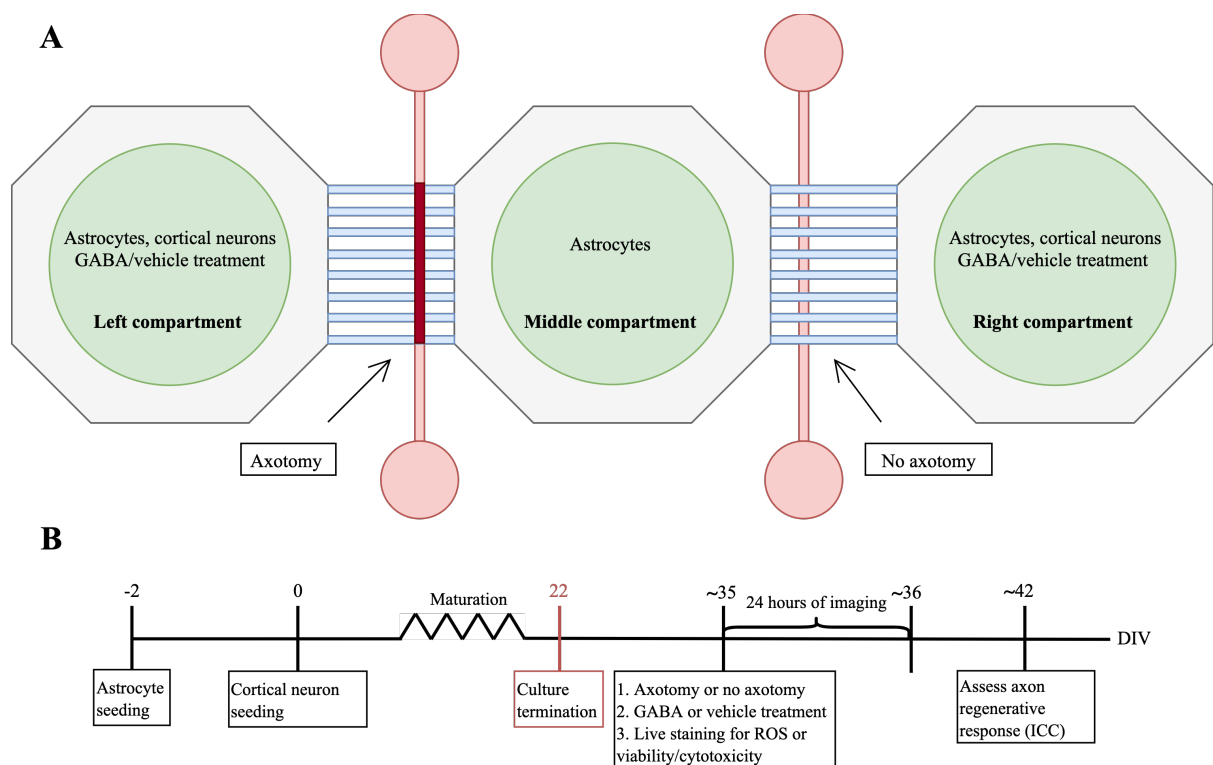 A
Astrocytes, cortical neurons
GABA/vehicle treatment
Left compartment
Astrocytes
Middle compartment
Astrocytes, cortical neurons
GABA/vehicle treatment
Right compartment
Axotomy
No axotomy
B
-2
0
Maturation
22
~35
24 hours of imaging
~36
~42
DIV
Astrocyte
seeding
Cortical neuron
seeding
Culture
termination
1. Axotomy or no axotomy
2. GABA or vehicle treatment
3. Live staining for ROS or
viability/cytotoxicity
Assess axon
regenerative
response (ICC)